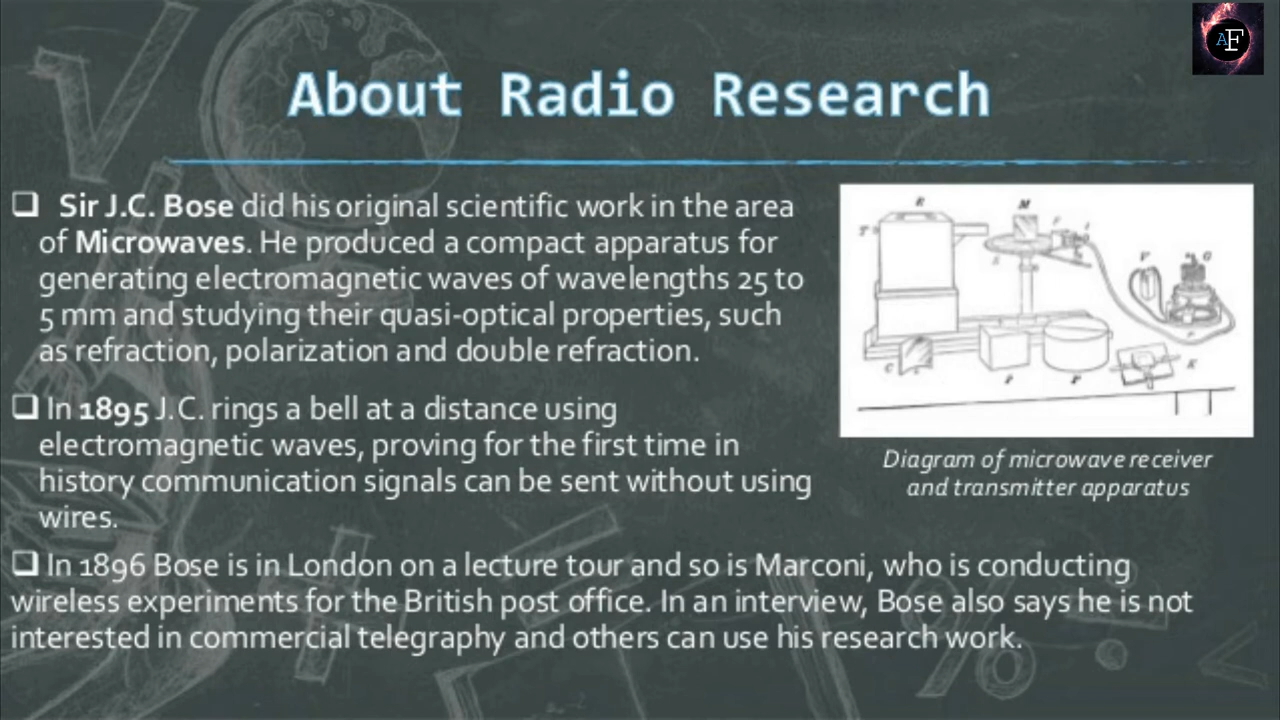 AF
About Radio Research
Sir J.C. Bose did his original scientific work in the area
of Microwaves. He produced a compact apparatus for
generating electromagnetic waves of wavelengths 25 to
5 mm and studying their quasi-optical properties, such
as refraction, polarization and double refraction.
In 1895 J.C. rings a bell at a distance using
electromagnetic waves, proving for the first time in
history communication signals can be sent without using
wires.
R
M
F
G
Diagram of microwave receiver
and transmitter apparatus
In 1896 Bose is in London on a lecture tour and so is Marconi, who is conducting
wireless experiments for the British post office. In an interview, Bose also says he is not
interested in commercial telegraphy and others can use his research work.